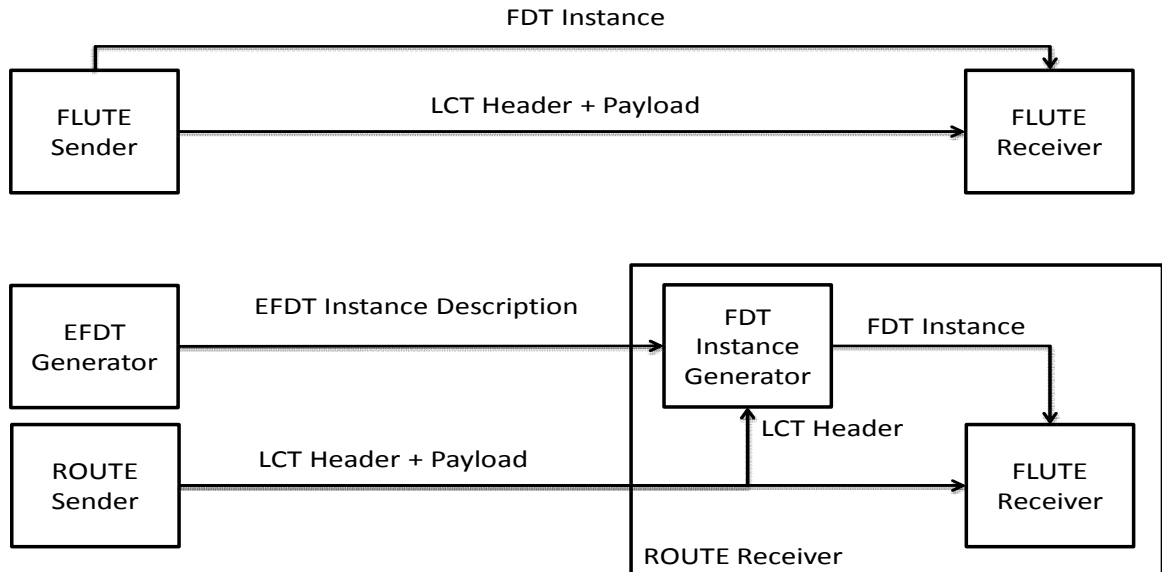 FDT Instance
FLUTE
Sender
LCT Header + Payload
FLUTE
Receiver
EFDT
Generator
EFDT Instance Description
FDT
Instance
Generator
FDT Instance
LCT Header
ROUTE
Sender
LCT Header + Payload
FLUTE
Receiver
ROUTE Receiver